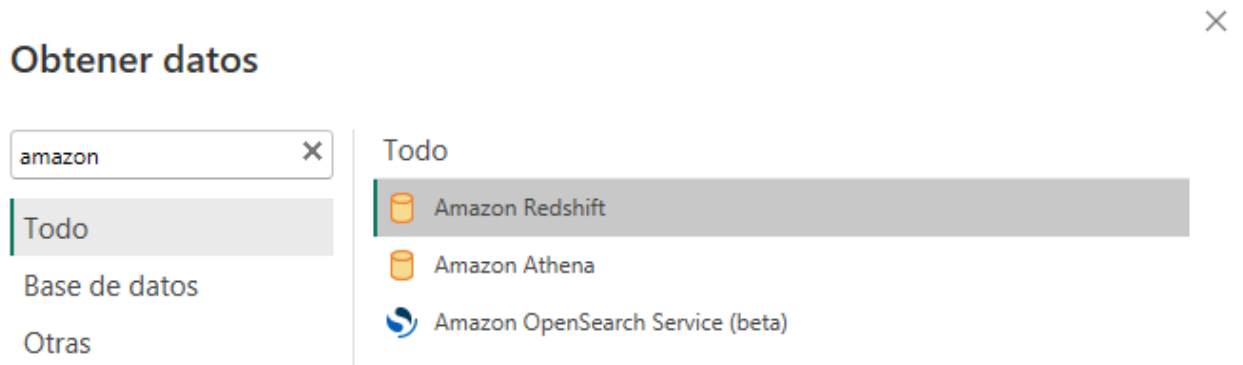 Obtener datos
amazon
Todo
Base de datos
Otras
Todo
Amazon Redshift
Amazon Athena
Amazon OpenSearch Service (beta)